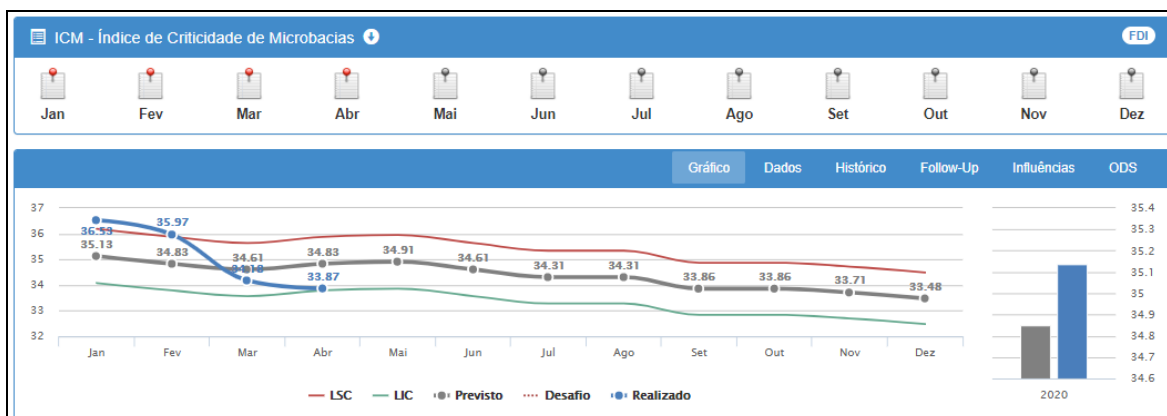 ICM - Índice de Criticidade de Microbacias FDI
Jan Fev Mar Abr Mai Jun Jul Ago Set Out Nov Dez
Gráfico Dados Histórico Follow-Up Influências ODS
37
36
35
34
33
32
36.53 35.97 34.18 33.87
35.13 34.83 34.61 34.83 34.91 34.61 34.31 34.31 33.86 33.86 33.71 33.48
Jan Fev Mar Abr Mai Jun Jul Ago Set Out Nov Dez
LSC LIC Previsto Desafio Realizado
35.4
35.3
35.2
35.1
35
34.9
34.8
34.7
34.6
2020